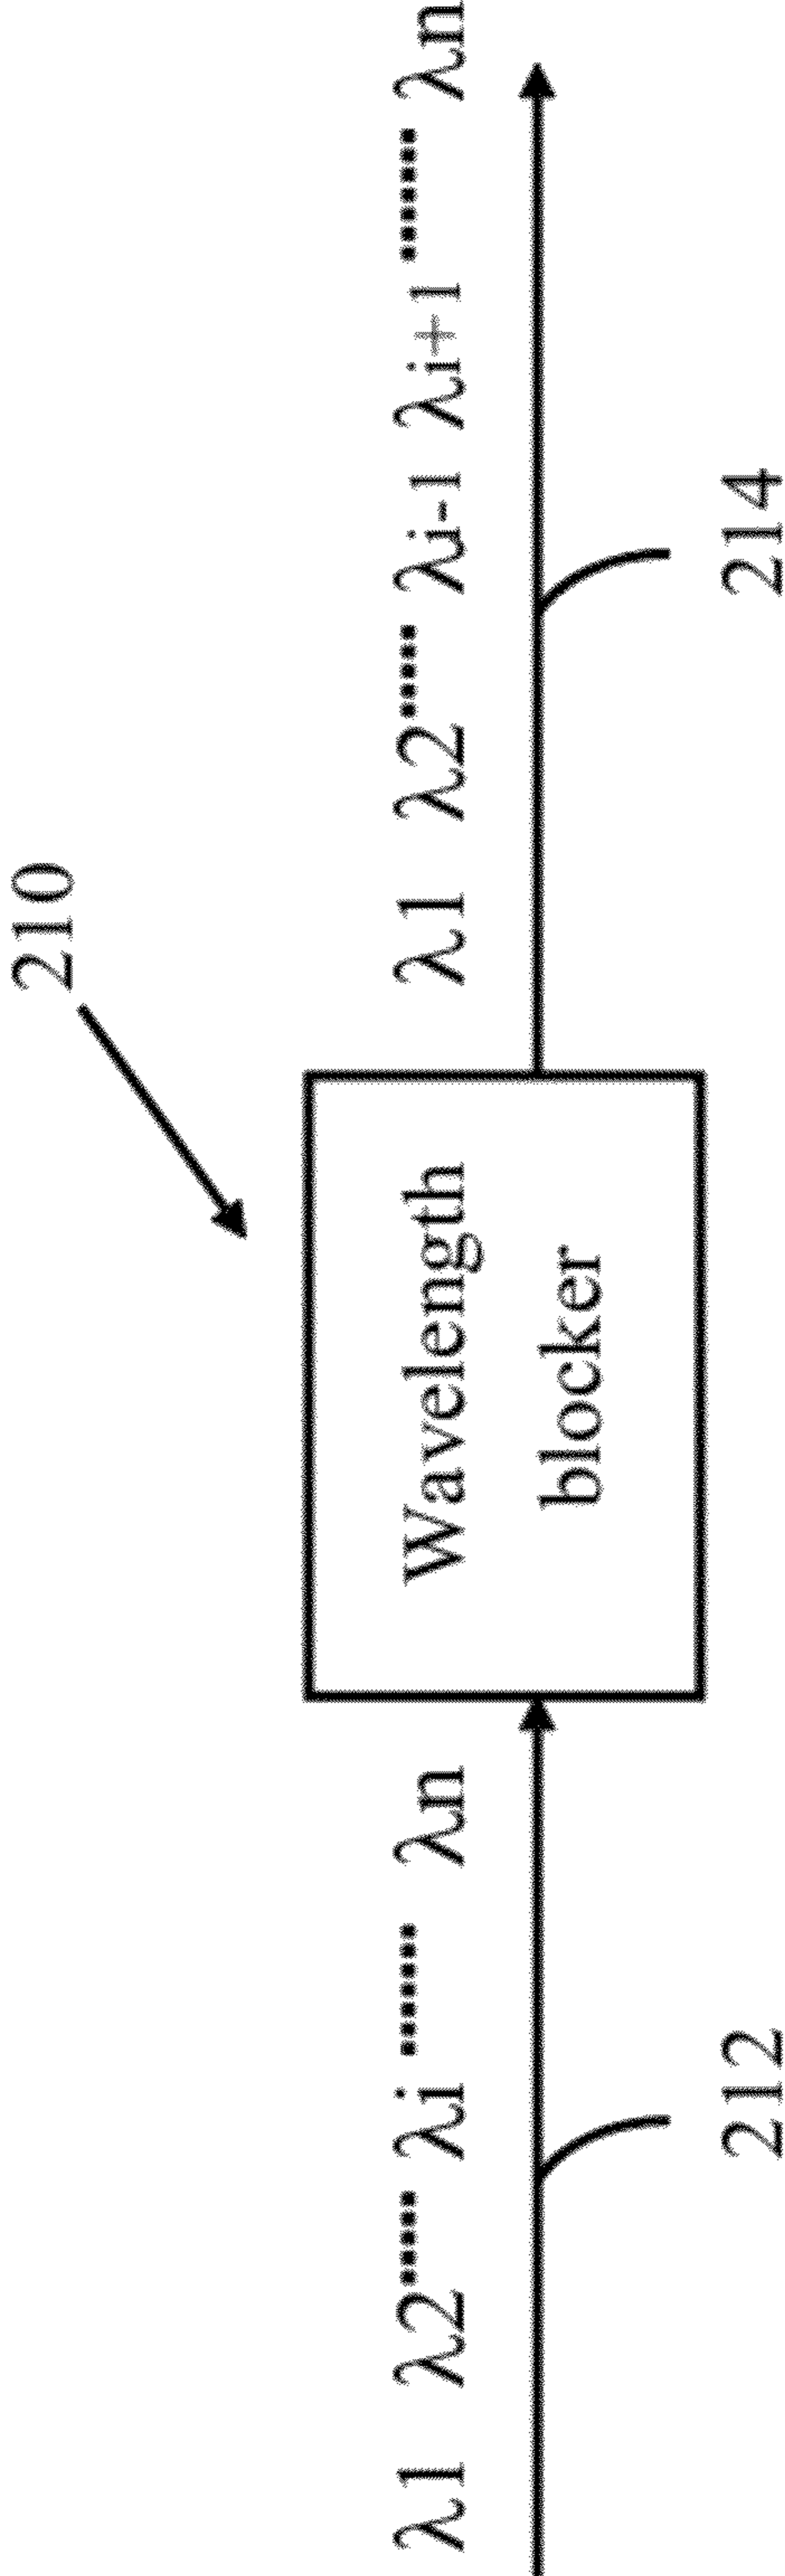 210
λ1 λ2 ..... λi ....... λn
Wavelength
blocker
λ1 λ2 ..... λi-1 λi+1 ....... λn
212
214